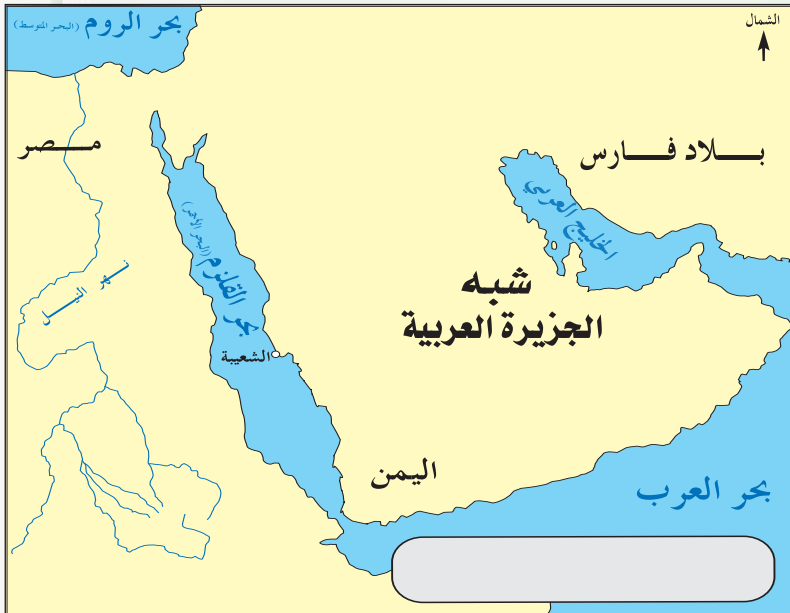 الشمال
بحر الروم (البحر المتوسط)
مصر
بلاد فارس
الخليج العربي
بحر القلزم
(البحر الأحمر)
نهر النيل
شبه
الجزيرة العربية
الشعيبة
اليمن
بحر العرب